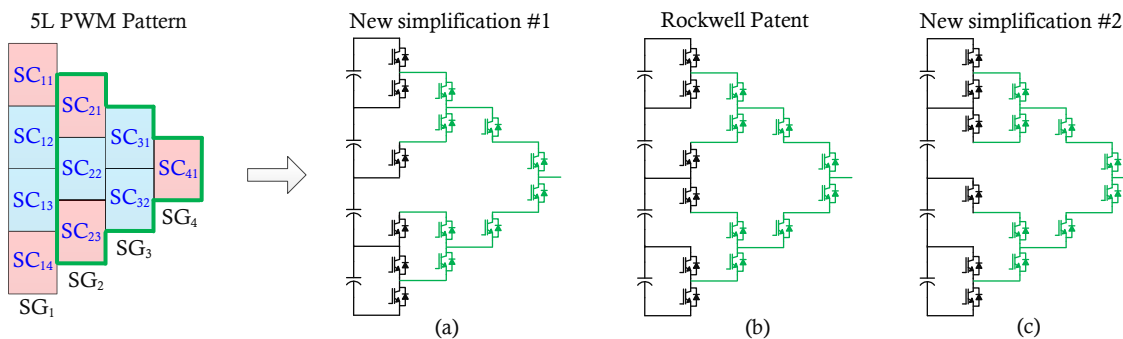 5L PWM Pattern
SC11
SC12
SC13
SC14
SG1
SC21
SC22
SC23
SG2
SC31
SC32
SG3
SC41
SG4
New simplification #1
(a)
Rockwell Patent
(b)
New simplification #2
(c)